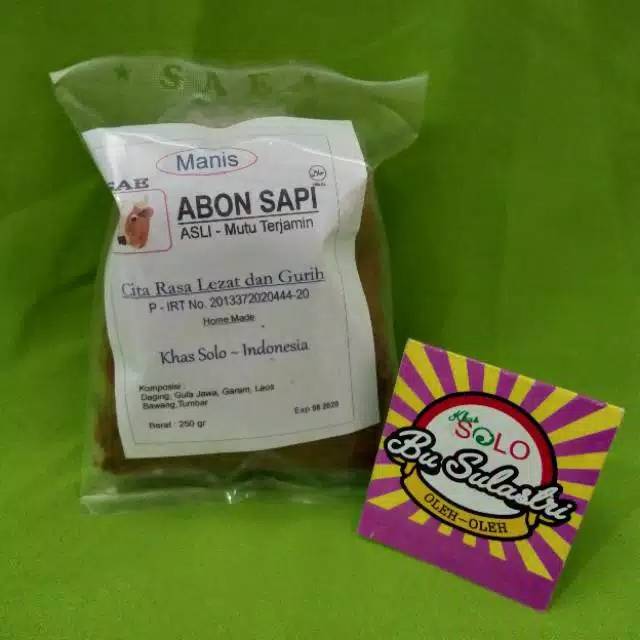 SAE
Manis
SAE
ABON SAPI
ASLI - Mutu Terjamin
Cita Rasa Lezat dan Gurih
P - IRT No. 2013372020444-20
Home Made
Khas Solo ~ Indonesia
Komposisi :
Daging, Gula Jawa, Garam, Laos
Bawang,Tumbar
Exp 08 2020
Berat : 250 gr
Khas
SOLO
Bu Sulastri
OLEH-OLEH